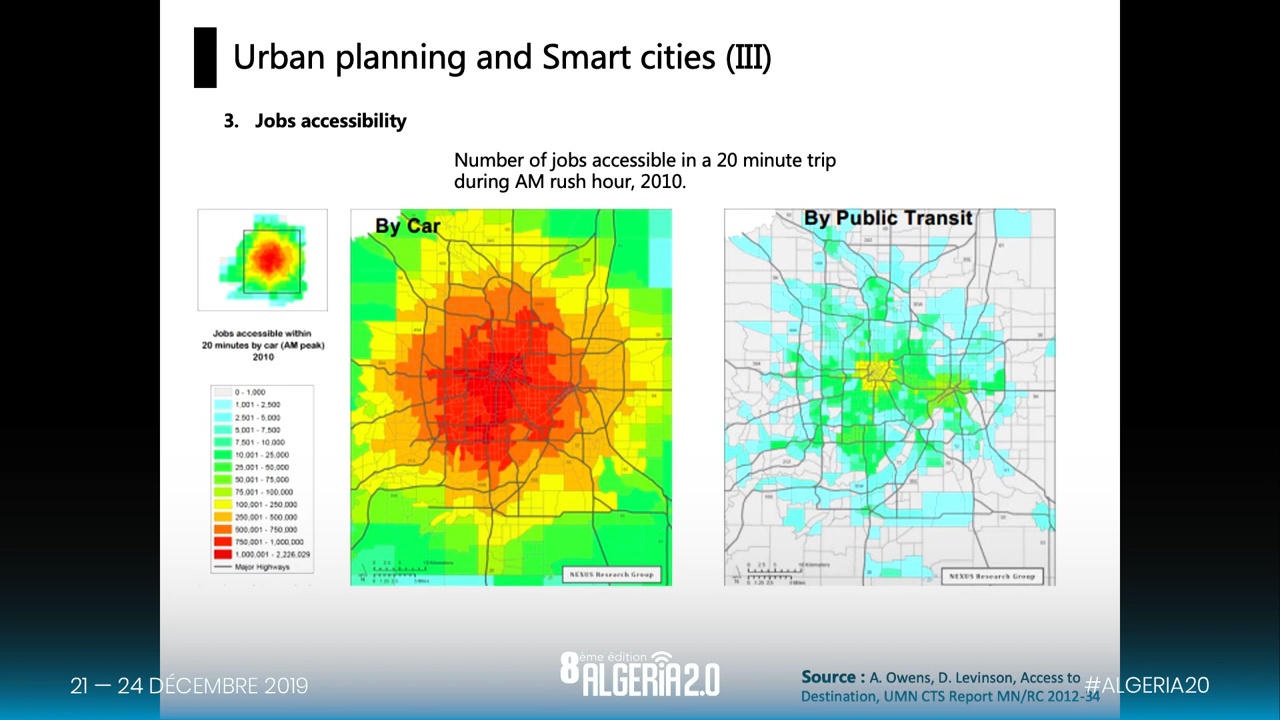 Urban planning and Smart cities (III)
3. Jobs accessibility
Number of jobs accessible in a 20 minute trip
during AM rush hour, 2010.
Jobs accessible within
20 minutes by car (AM peak)
2010
0 - 1,000
1,001 - 2,500
2,501 - 5,000
5,001 - 7,500
7,501 - 10,000
10,001 - 25,000
25,001 - 50,000
50,001 - 75,000
75,001 - 100,000
100,001 - 250,000
250,001 - 500,000
500,001 - 750,000
750,001 - 1,000,000
1,000,001 - 2,226,029
Major Highways
By Car
NEXUS Research Group
By Public Transit
NEXUS Research Group
21 — 24 DÉCEMBRE 2019
8ème édition
ALGERIA 2.0
Source : A. Owens, D. Levinson, Access to
Destination, UMN CTS Report MN/RC 2012-34
#ALGERIA20